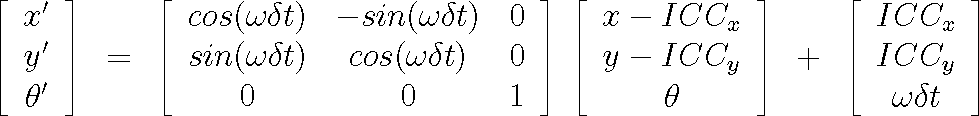 x′ cos(ωδt) −sin(ωδt) 0 x − ICC_x ICC_x
y′ = sin(ωδt) cos(ωδt) 0 y − ICC_y + ICC_y
θ′ 0 0 1 θ ωδt